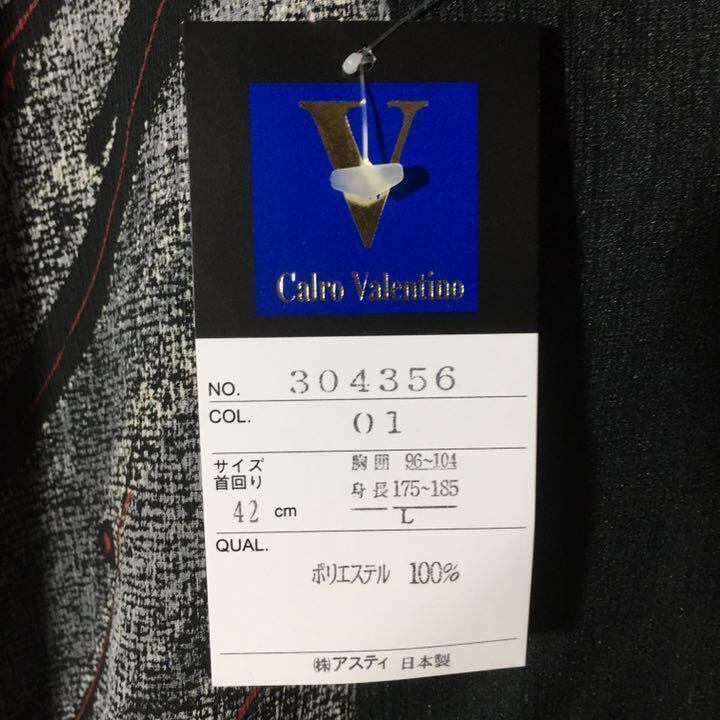 V
Calro Valentino
NO. 304356
COL. 01
サイズ 胸囲 96~104
首回り 身長 175~185
42 cm L
QUAL.
ポリエステル 100%
㈱アスティ 日本製